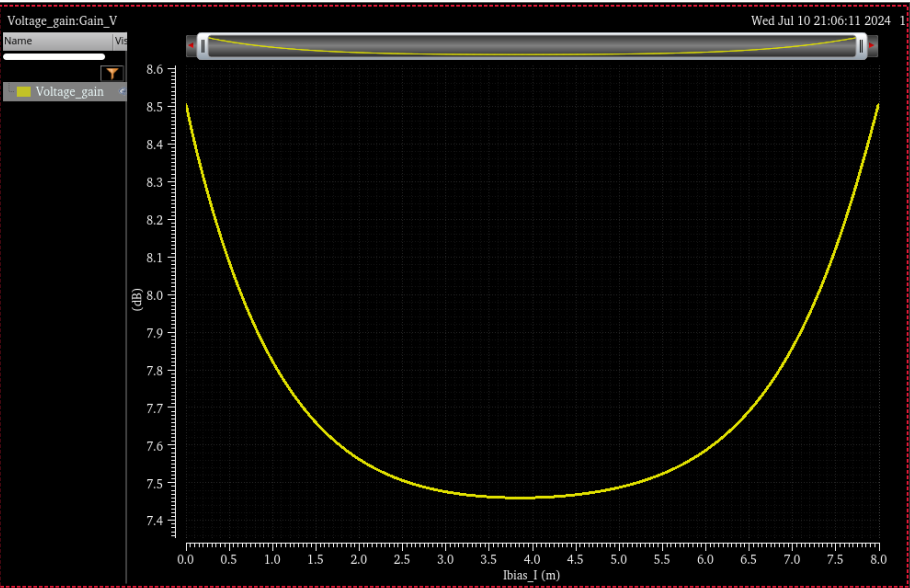 Voltage_gain:Gain_V
Wed Jul 10 21:06:11 2024 1
Name
Vis
Voltage_gain
8.6
8.5
8.4
8.3
8.2
8.1
8.0
7.9
7.8
7.7
7.6
7.5
7.4
(dB)
0.0 0.5 1.0 1.5 2.0 2.5 3.0 3.5 4.0 4.5 5.0 5.5 6.0 6.5 7.0 7.5 8.0
Ibias_I (m)